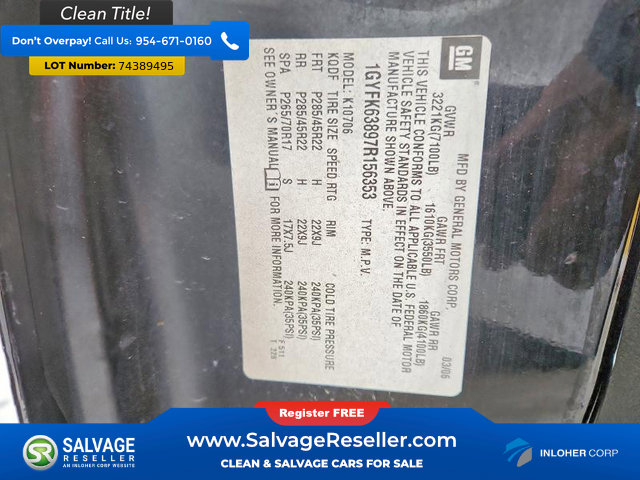 Clean Title!
Don't Overpay! Call Us: 954-671-0160
LOT Number: 74389495
GM
MFD BY GENERAL MOTORS CORP. 03/06
GVWR GAWR FRT GAWR RR
3221KG(7100LB) 1610KG(3550LB) 1860KG(4100LB)
THIS VEHICLE CONFORMS TO ALL APPLICABLE U.S. FEDERAL MOTOR
VEHICLE SAFETY STANDARDS IN EFFECT ON THE DATE OF
MANUFACTURE SHOWN ABOVE.
1GYFK63897R156353 TYPE: M.P.V.
MODEL: K10706
KQDF TIRE SIZE SPEED RTG RIM COLD TIRE PRESSURE
FRT P285/45R22 H 22X9J 240KPA(35PSI)
RR P285/45R22 H 22X9J 240KPA(35PSI)
SPA P265/70R17 S 17X7.5J 240KPA(35PSI)
SEE OWNER'S MANUAL i FOR MORE INFORMATION.
F 511
T 228
Register FREE
SALVAGE
RESELLER
AN INLOHER CORP WEBSITE
SR
www.SalvageReseller.com
CLEAN & SALVAGE CARS FOR SALE
INLOHER CORP